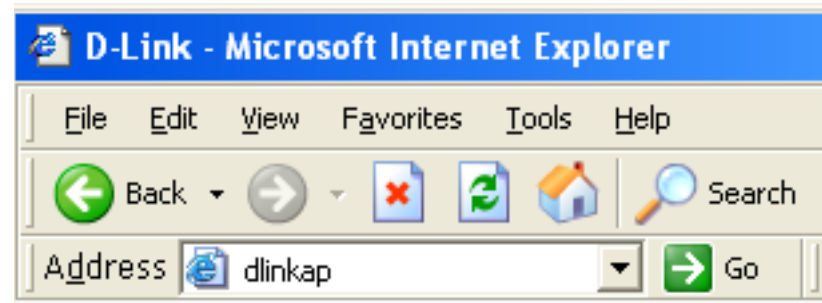 D-Link - Microsoft Internet Explorer
File Edit View Favorites Tools Help
Back Search
Address dlinkap Go